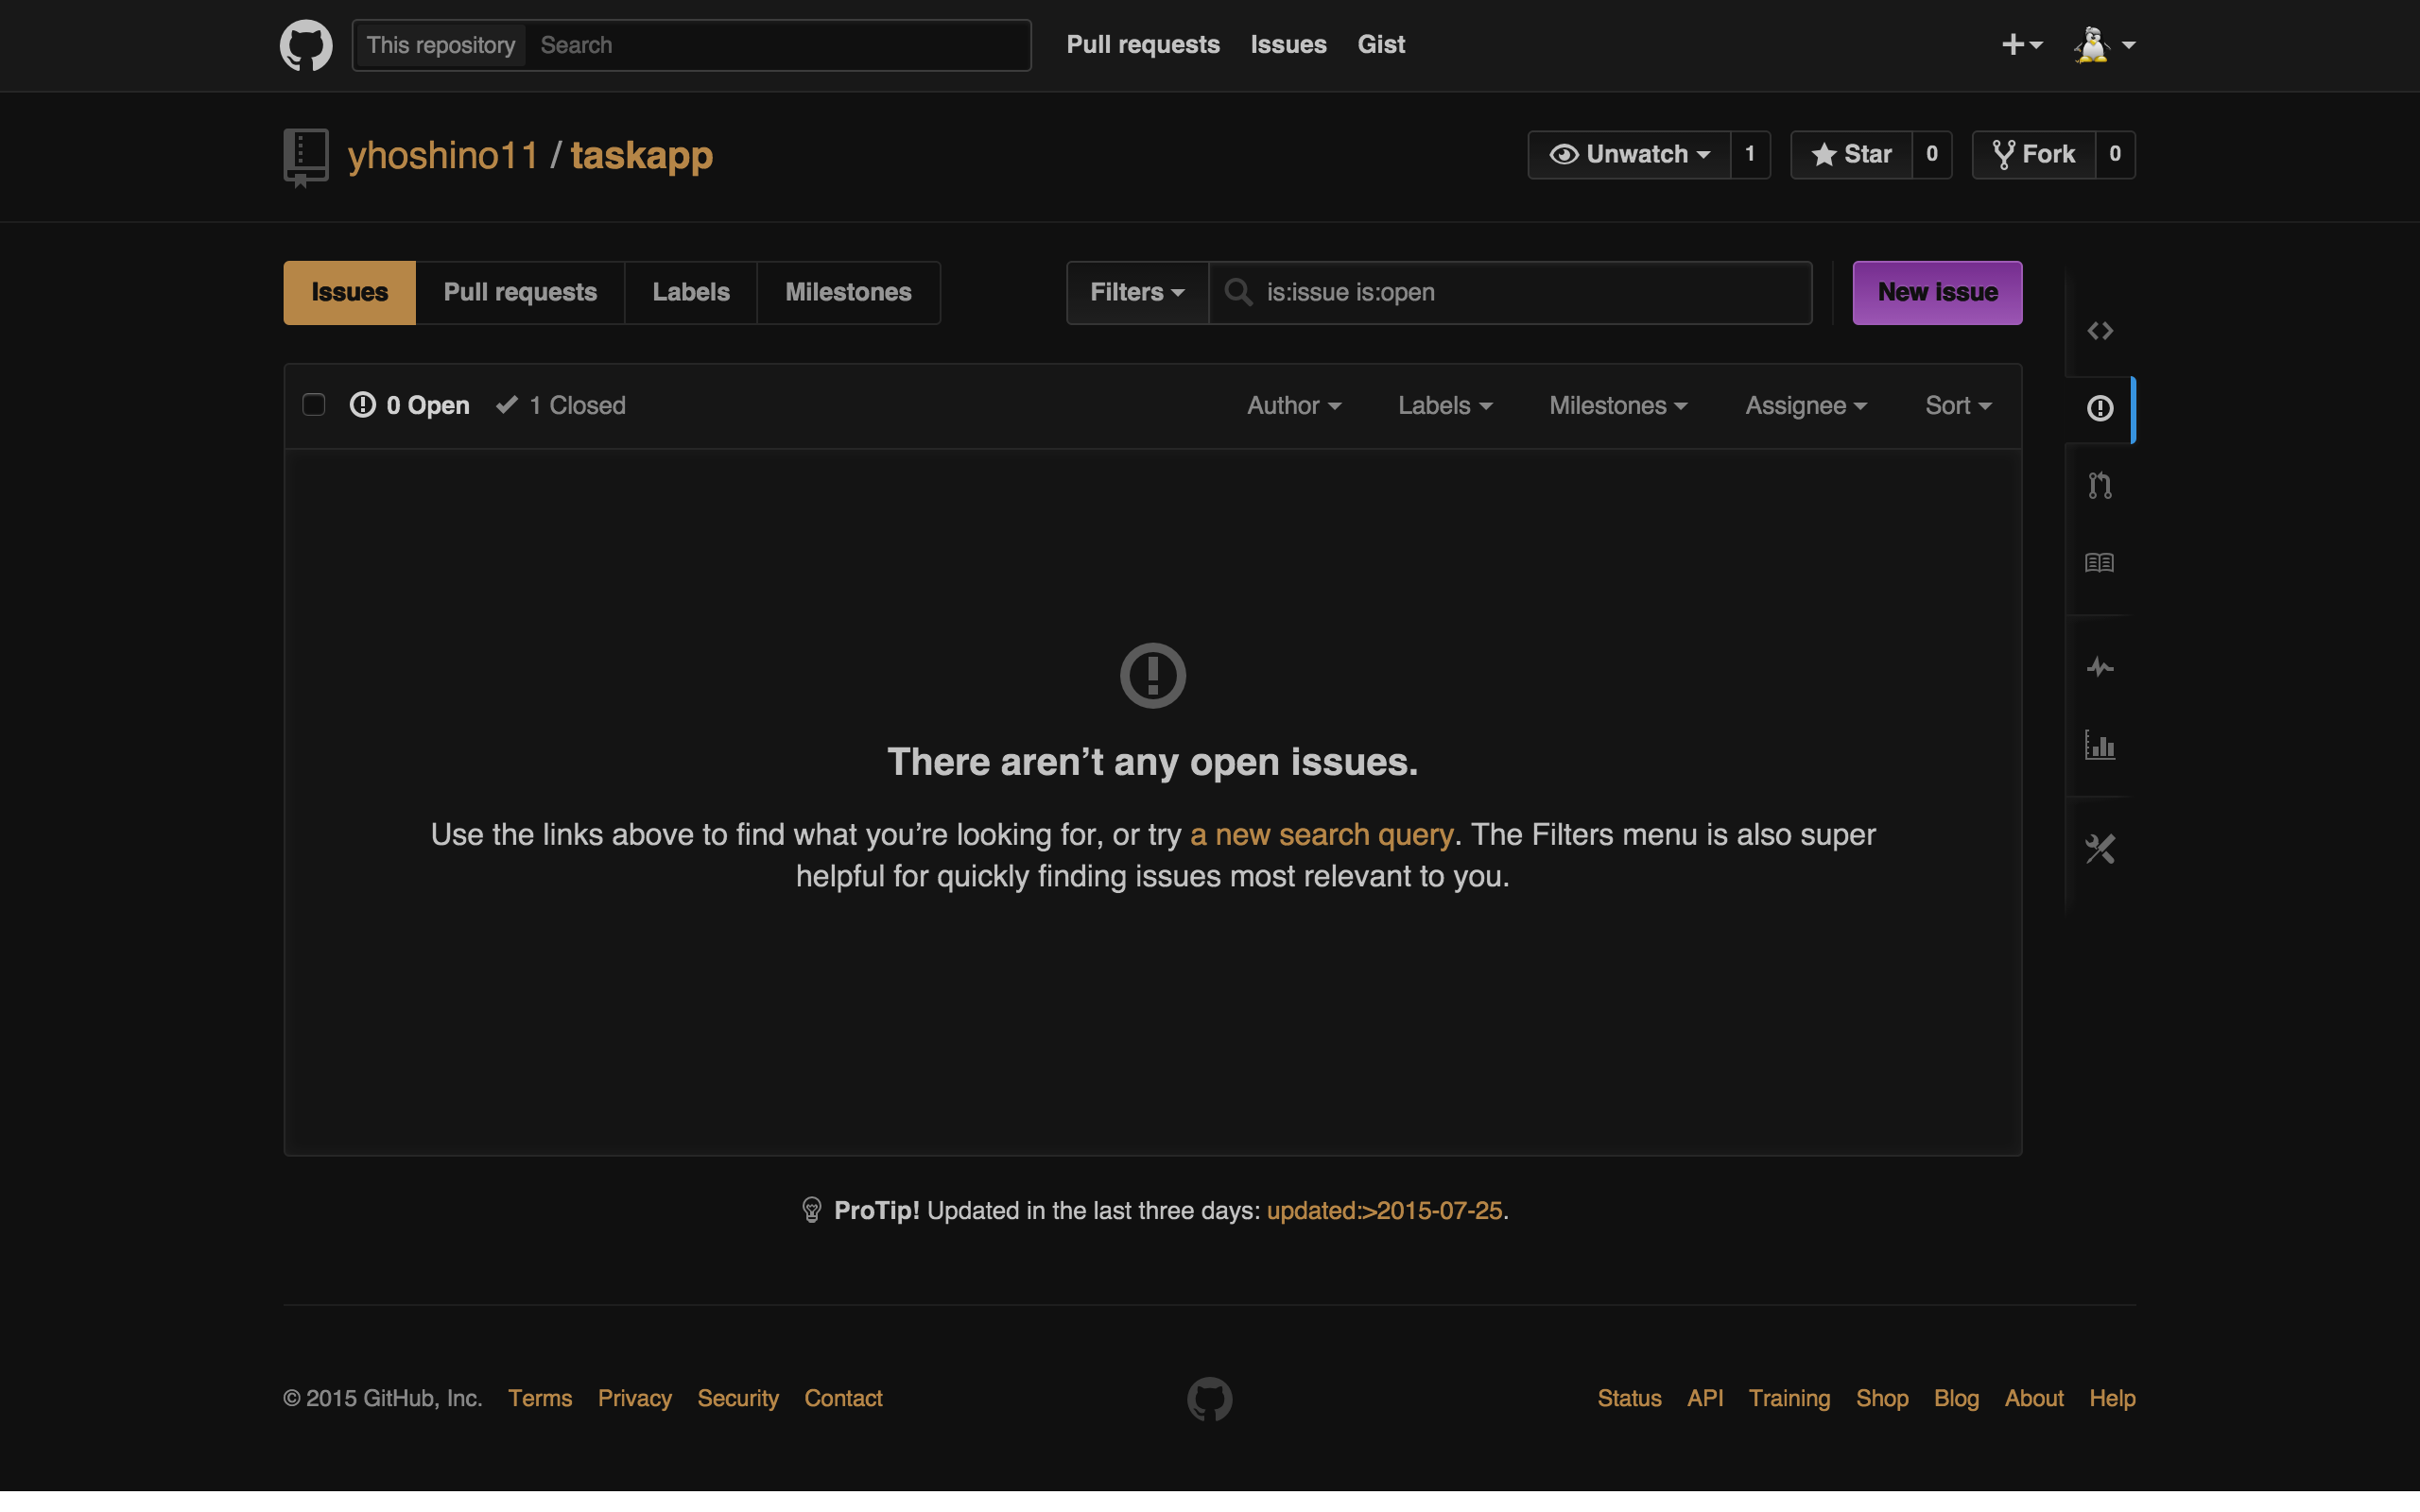 This repository Search Pull requests Issues Gist
yhoshino11 / taskapp Unwatch 1 Star 0 Fork 0
Issues Pull requests Labels Milestones Filters is:issue is:open New issue
0 Open 1 Closed Author Labels Milestones Assignee Sort
There aren’t any open issues.
Use the links above to find what you’re looking for, or try a new search query. The Filters menu is also super
helpful for quickly finding issues most relevant to you.
ProTip! Updated in the last three days: updated:>2015-07-25.
© 2015 GitHub, Inc. Terms Privacy Security Contact Status API Training Shop Blog About Help